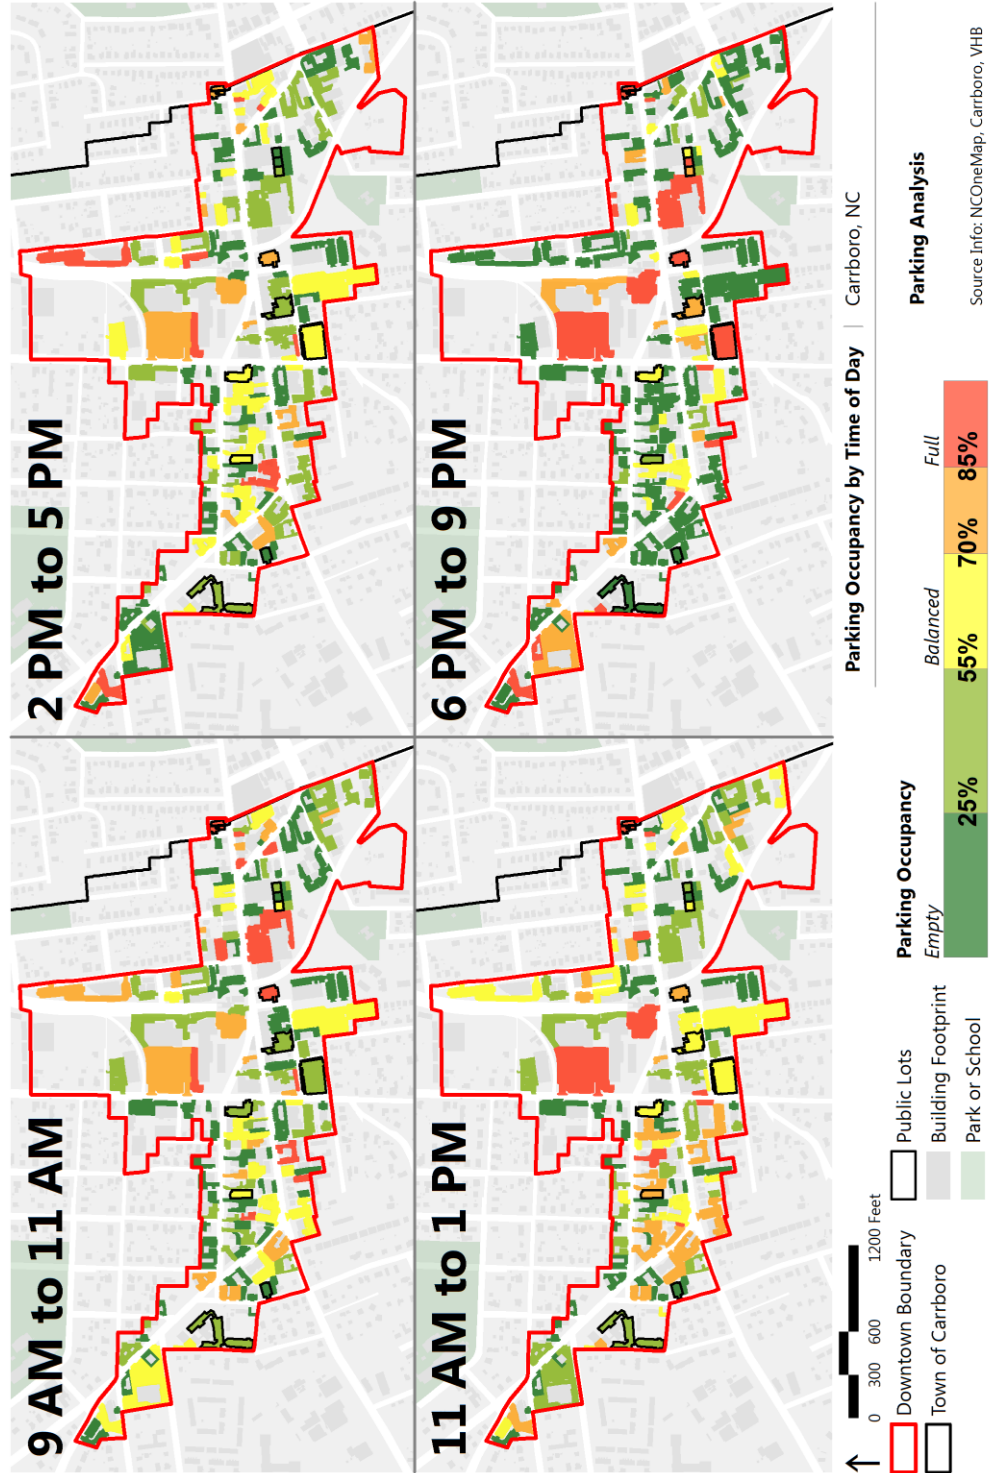 9 AM to 11 AM
2 PM to 5 PM
11 AM to 1 PM
6 PM to 9 PM
Parking Occupancy by Time of Day | Carrboro, NC
0 300 600 1200 Feet
Downtown Boundary
Town of Carrboro
Public Lots
Building Footprint
Park or School
Parking Occupancy
Empty Balanced Full
25% 55% 70% 85%
Parking Analysis
Source Info: NCOneMap, Carrboro, VHB